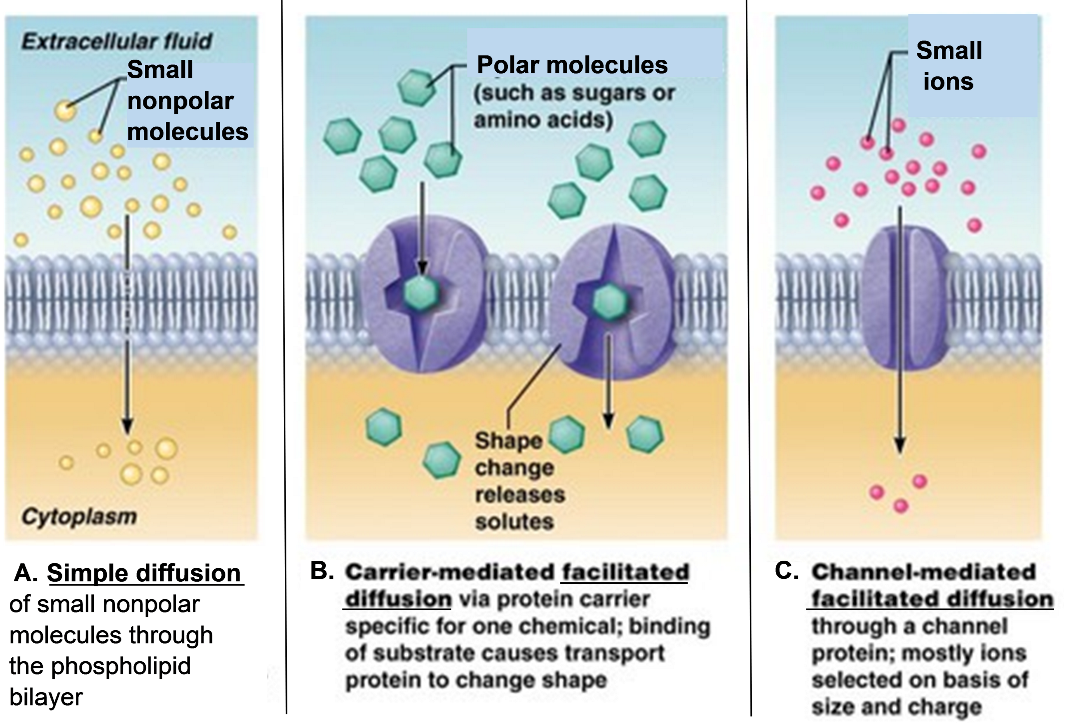 Extracellular fluid
Small
nonpolar
molecules
Cytoplasm
A. Simple diffusion
of small nonpolar
molecules through
the phospholipid
bilayer
Polar molecules
(such as sugars or
amino acids)
Shape
change
releases
solutes
B. Carrier-mediated facilitated
diffusion via protein carrier
specific for one chemical; binding
of substrate causes transport
protein to change shape
Small
ions
C. Channel-mediated
facilitated diffusion
through a channel
protein; mostly ions
selected on basis of
size and charge